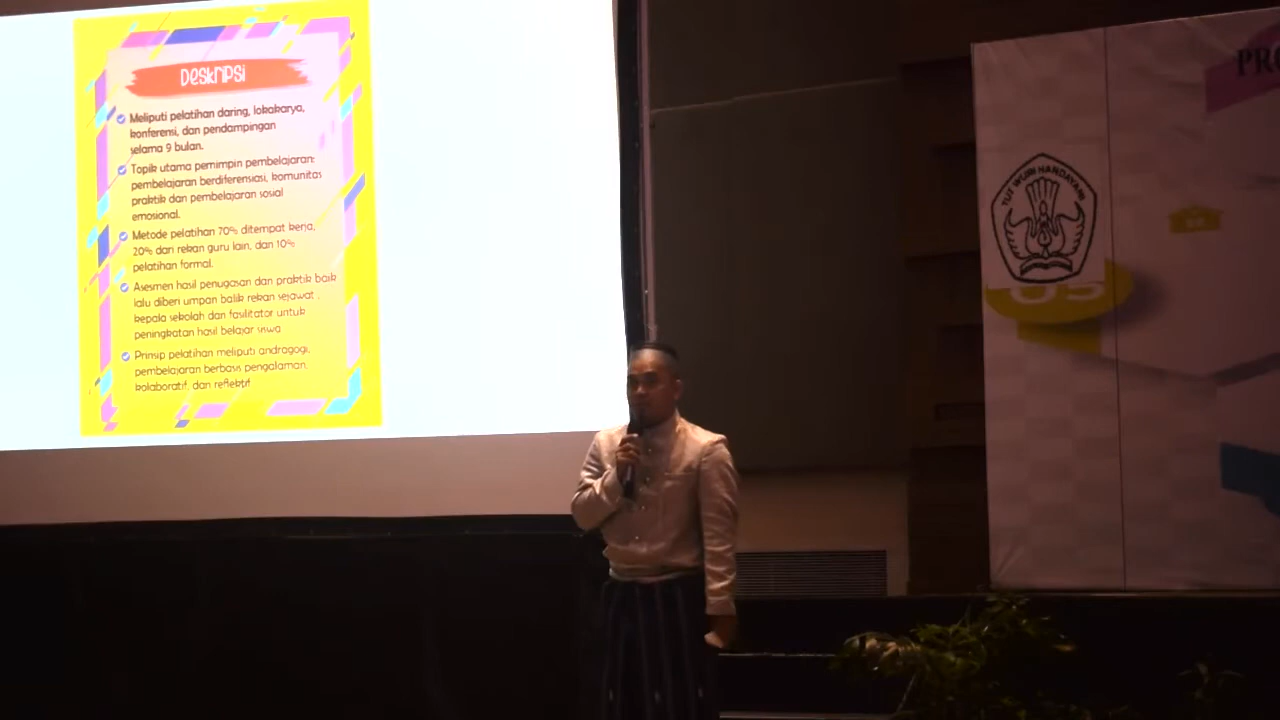 Deskripsi
Meliputi pelatihan daring, lokakarya,
konferensi, dan pendampingan
selama 9 bulan.
Topik utama pemimpin pembelajaran:
pembelajaran berdiferensiasi, komunitas
praktik dan pembelajaran sosial
emosional.
Metode pelatihan 70% ditempat kerja,
20% dari rekan guru lain, dan 10%
pelatihan formal.
Asesmen hasil penugasan dan praktik baik
lalu diberi umpan balik rekan sejawat ,
kepala sekolah dan fasilitator untuk
peningkatan hasil belajar siswa
Prinsip pelatihan meliputi andragogi,
pembelajaran berbasis pengalaman,
kolaboratif, dan reflektif
TUT WURI HANDAYANI
05